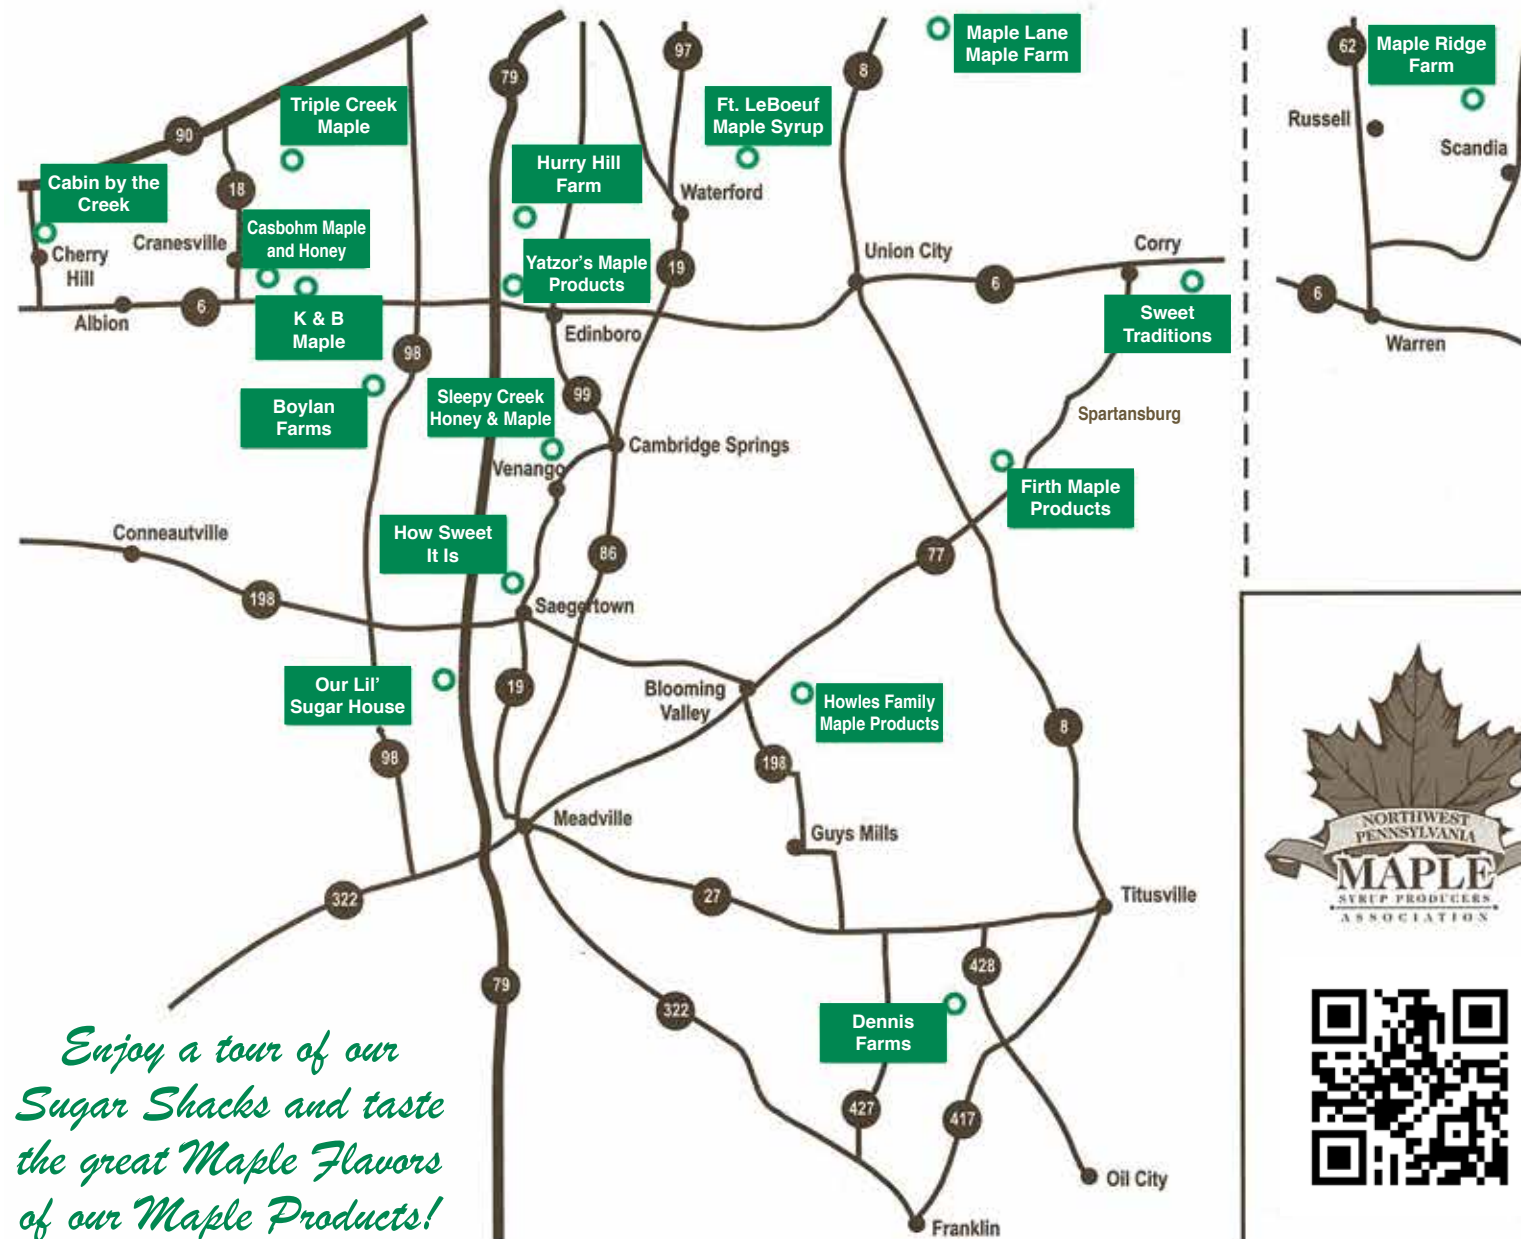 97
Maple Lane
Maple Farm
62
Maple Ridge
Farm
79
8
Triple Creek
Maple
Ft. LeBoeuf
Maple Syrup
90
Russell
Scandia
Cabin by the
Creek
18
Hurry Hill
Farm
Waterford
Casbohm Maple
and Honey
Cranesville
Cherry
Hill
Yatzor's Maple
Products
19
Union City
Corry
6
Albion
6
K & B
Maple
Edinboro
Sweet
Traditions
6
Warren
98
99
Boylan
Farms
Sleepy Creek
Honey & Maple
Spartansburg
Cambridge Springs
Venango
Firth Maple
Products
Conneautville
How Sweet
It Is
86
77
198
Saegertown
Our Lil'
Sugar House
19
Blooming
Valley
Howles Family
Maple Products
8
98
198
Meadville
Guys Mills
322
27
Titusville
NORTHWEST
PENNSYLVANIA
MAPLE
SYRUP PRODUCERS
ASSOCIATION
79
428
322
Dennis
Farms
427
417
Oil City
Franklin
Enjoy a tour of our
Sugar Shacks and taste
the great Maple Flavors
of our Maple Products!